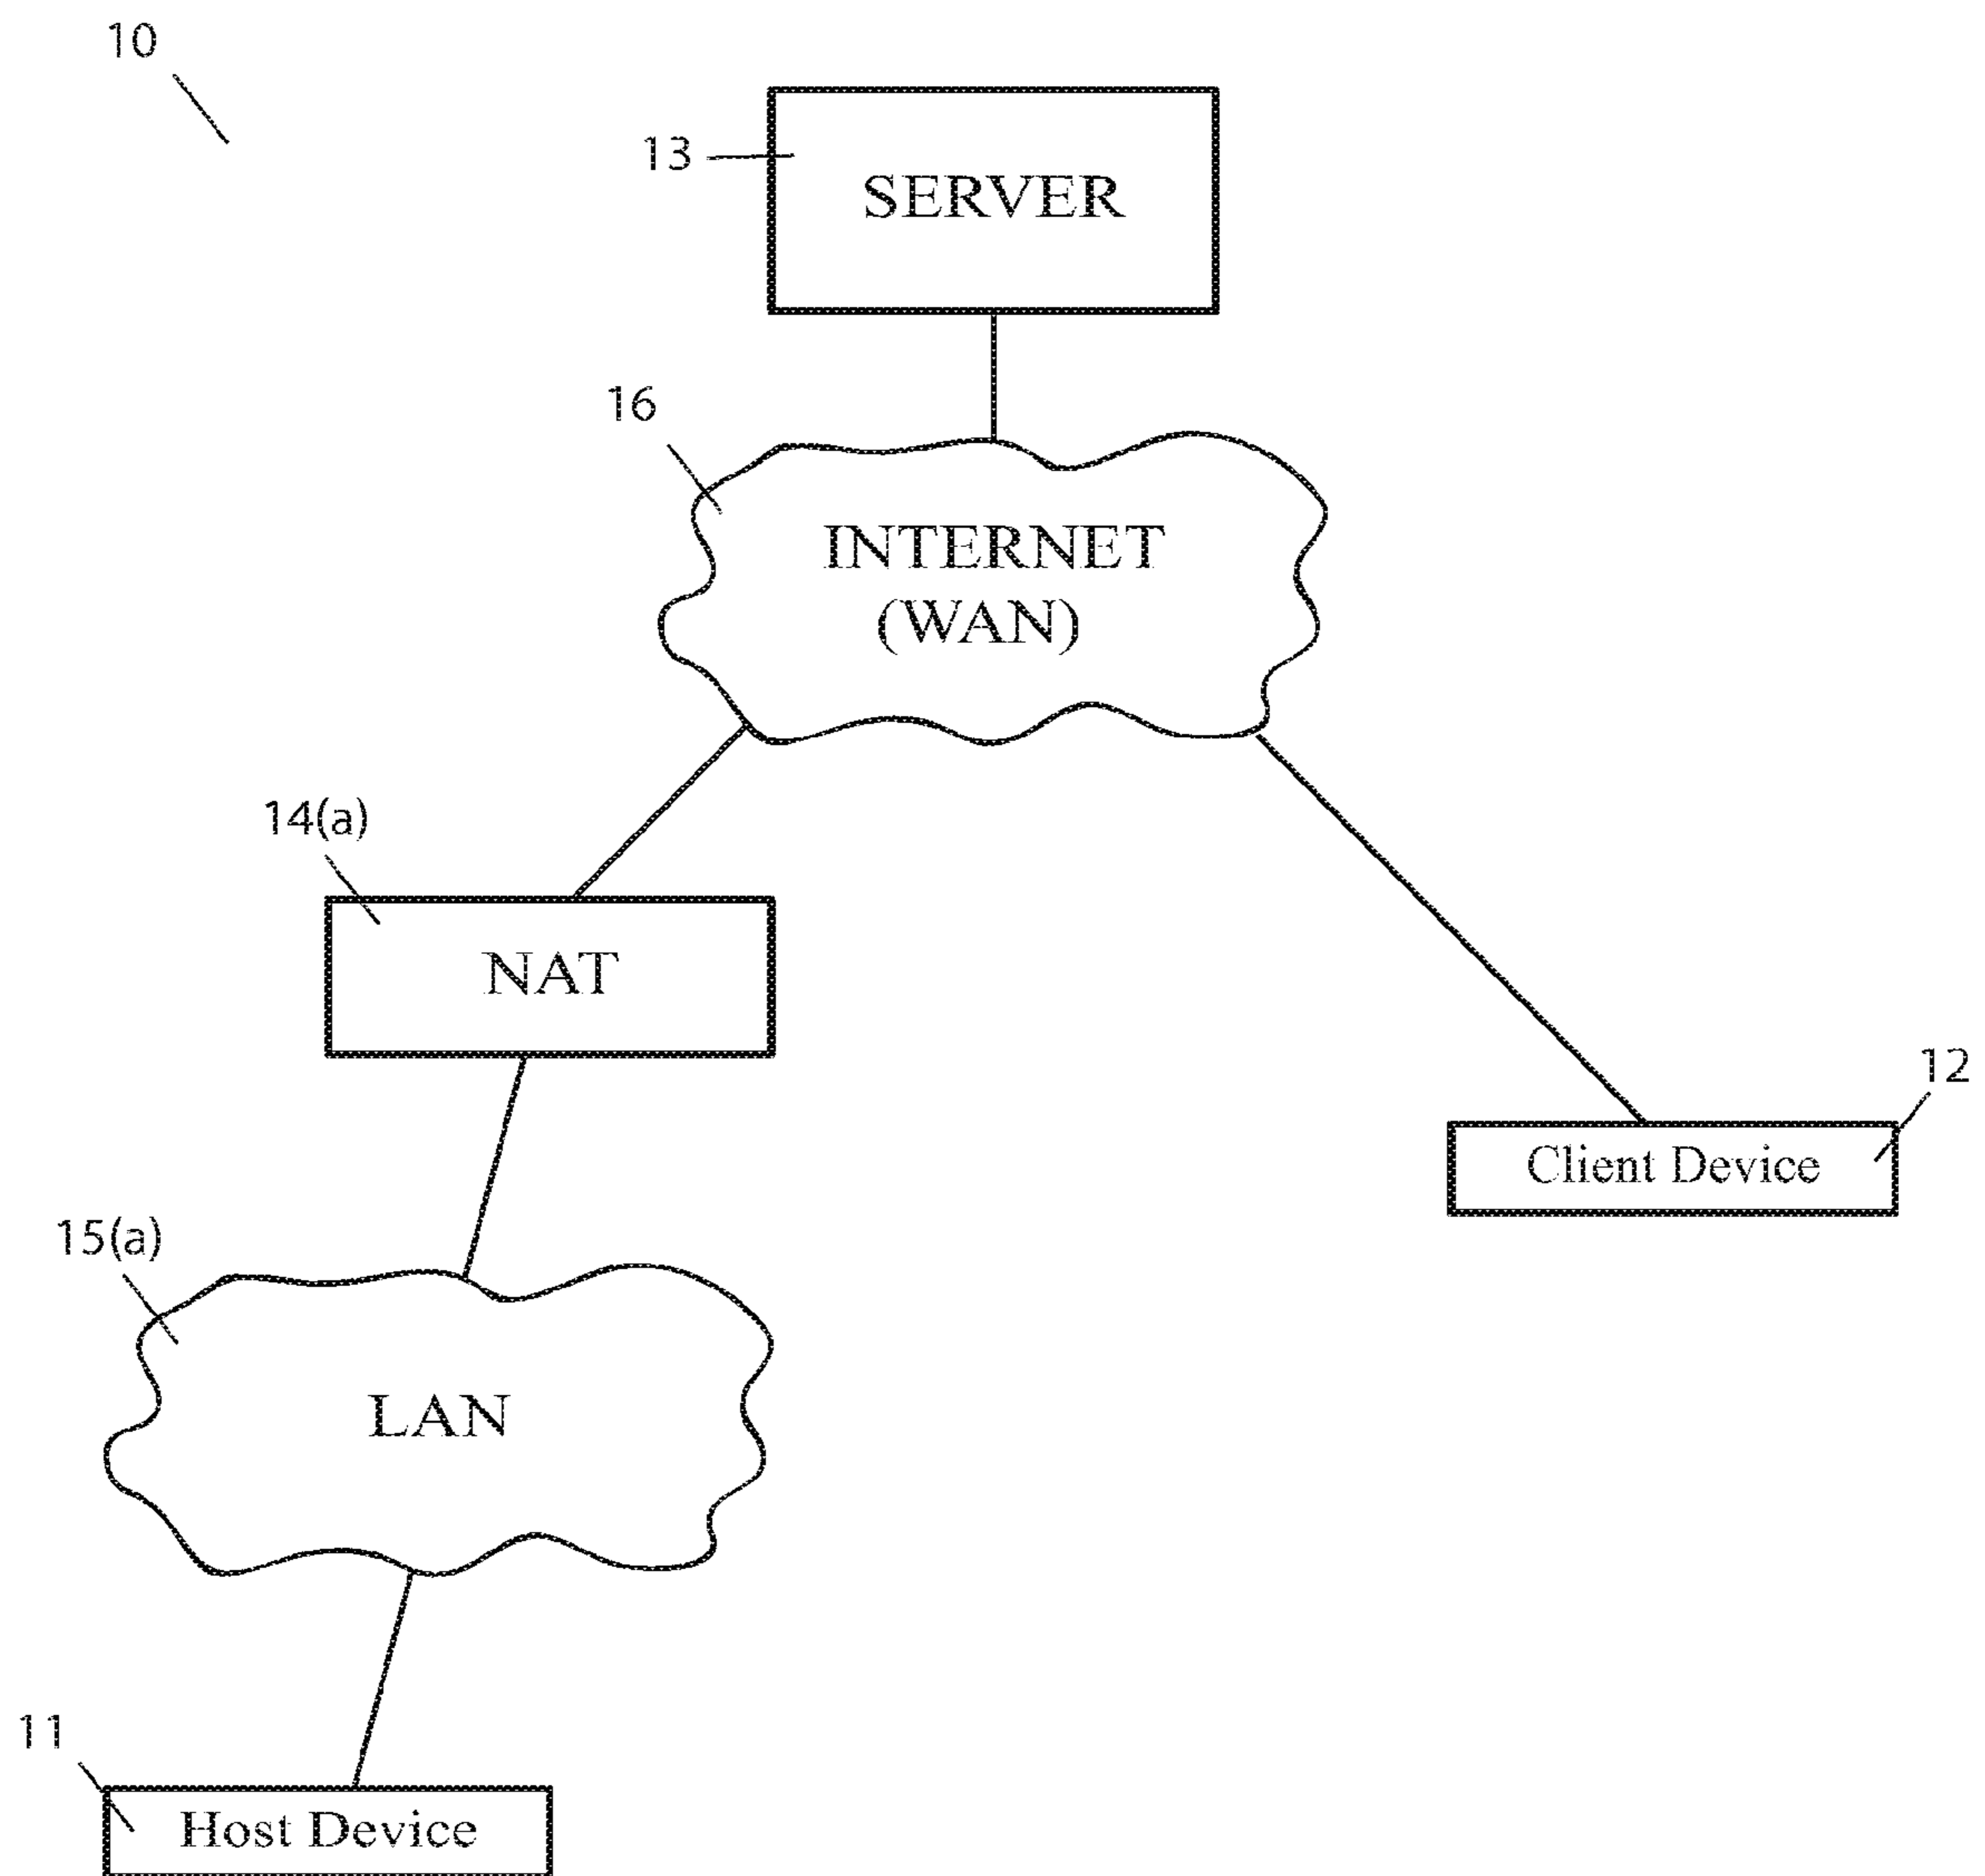 10
13
SERVER
16
INTERNET
(WAN)
14(a)
NAT
12
Client Device
15(a)
LAN
11
Host Device